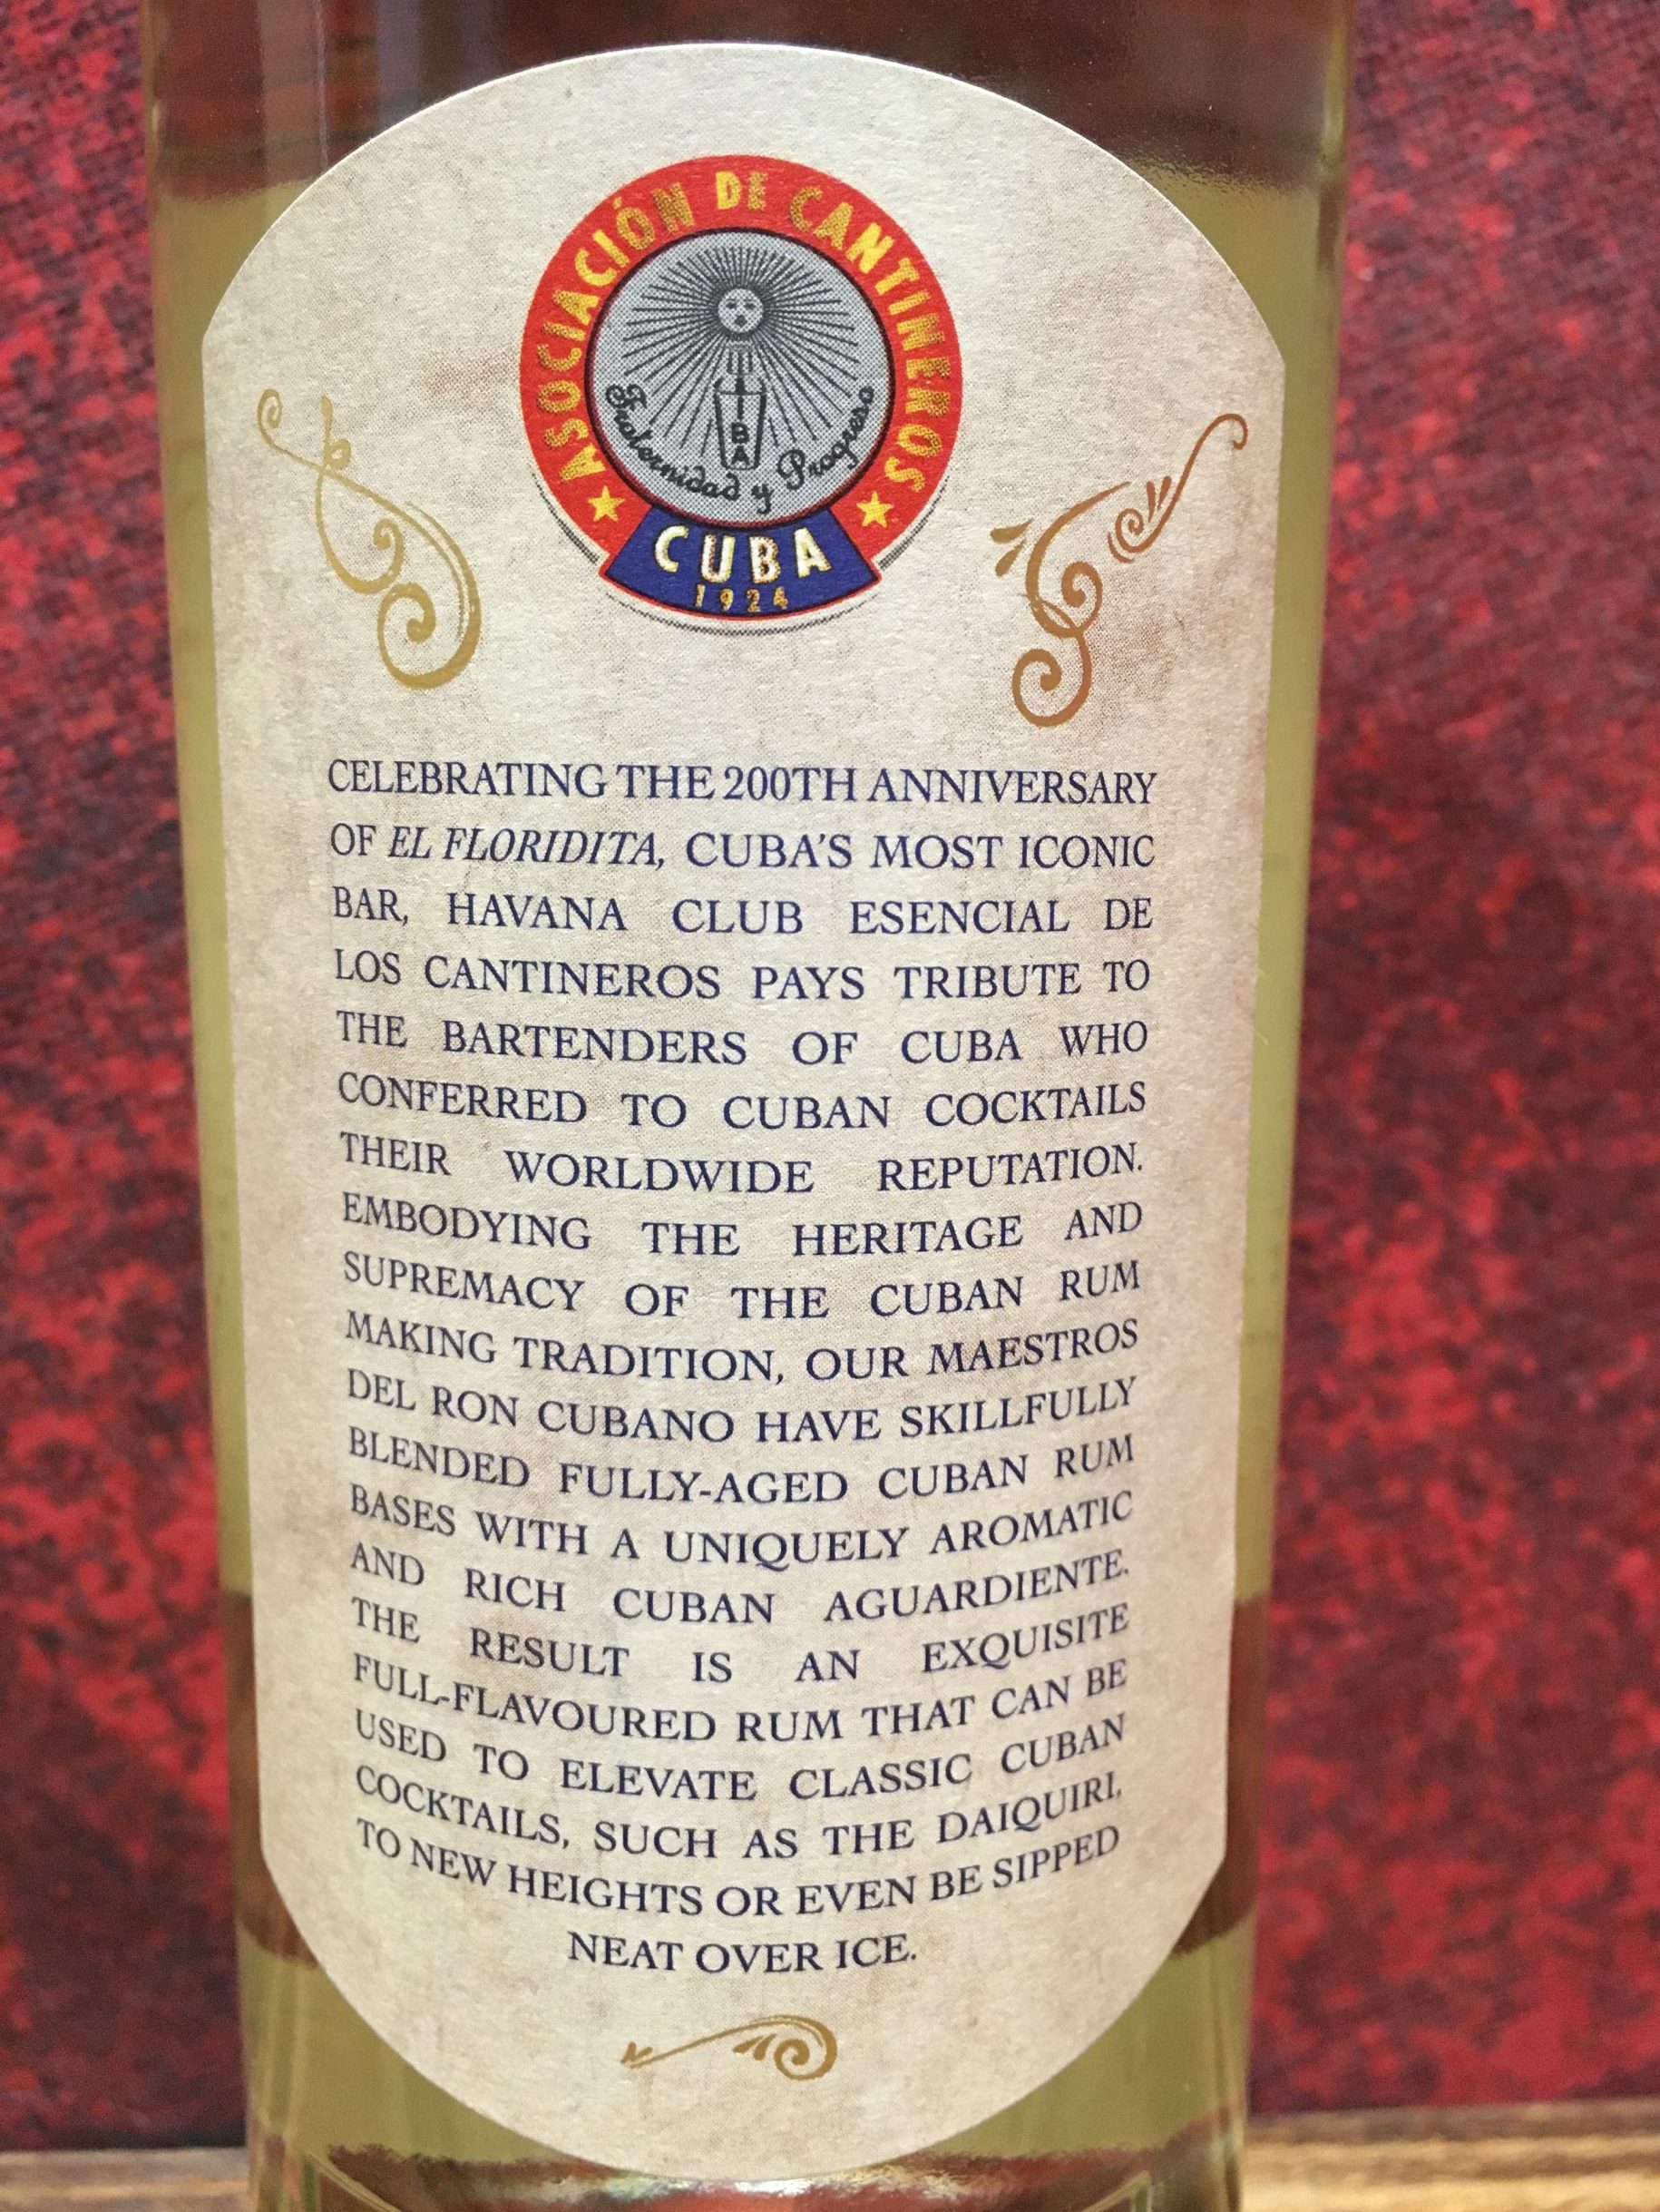 ASOCIACIÓN DE CANTINEROS
BA
Fraternidad y Progreso
CUBA
1924
CELEBRATING THE 200TH ANNIVERSARY
OF EL FLORIDITA, CUBA'S MOST ICONIC
BAR, HAVANA CLUB ESENCIAL DE
LOS CANTINEROS PAYS TRIBUTE TO
THE BARTENDERS OF CUBA WHO
CONFERRED TO CUBAN COCKTAILS
THEIR WORLDWIDE REPUTATION.
EMBODYING THE HERITAGE AND
SUPREMACY OF THE CUBAN RUM
MAKING TRADITION, OUR MAESTROS
DEL RON CUBANO HAVE SKILLFULLY
BLENDED FULLY-AGED CUBAN RUM
BASES WITH A UNIQUELY AROMATIC
AND RICH CUBAN AGUARDIENTE.
THE RESULT IS AN EXQUISITE
FULL-FLAVOURED RUM THAT CAN BE
USED TO ELEVATE CLASSIC CUBAN
COCKTAILS, SUCH AS THE DAIQUIRI,
TO NEW HEIGHTS OR EVEN BE SIPPED
NEAT OVER ICE.